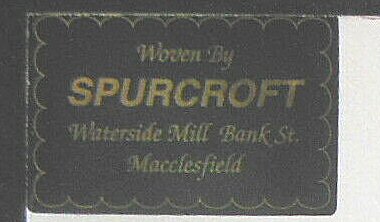 Woven By
SPURCROFT
Waterside Mill Bank St.
Macclesfield